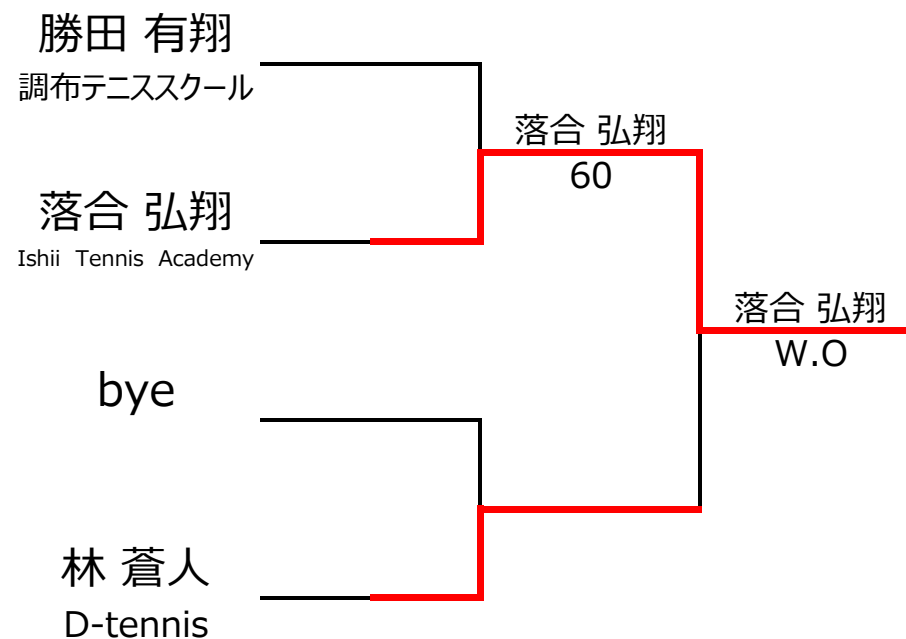 勝田 有翔
調布テニススクール
落合 弘翔
60
落合 弘翔
Ishii Tennis Academy
落合 弘翔
W.O
bye
林 蒼人
D-tennis